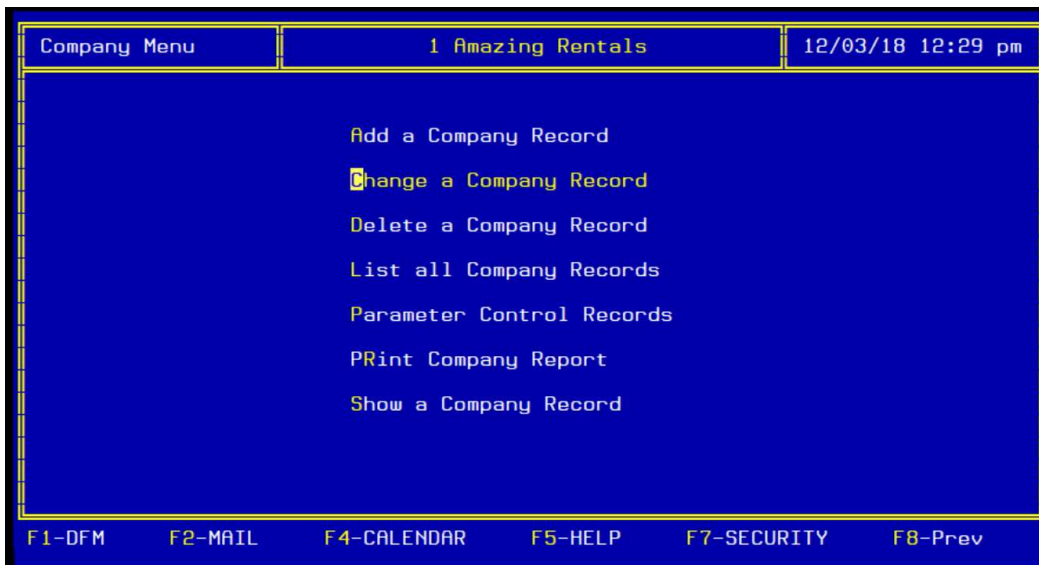 Company Menu 1 Amazing Rentals 12/03/18 12:29 pm
Add a Company Record
Change a Company Record
Delete a Company Record
List all Company Records
Parameter Control Records
PRint Company Report
Show a Company Record
F1-DFM F2-MAIL F4-CALENDAR F5-HELP F7-SECURITY F8-Prev